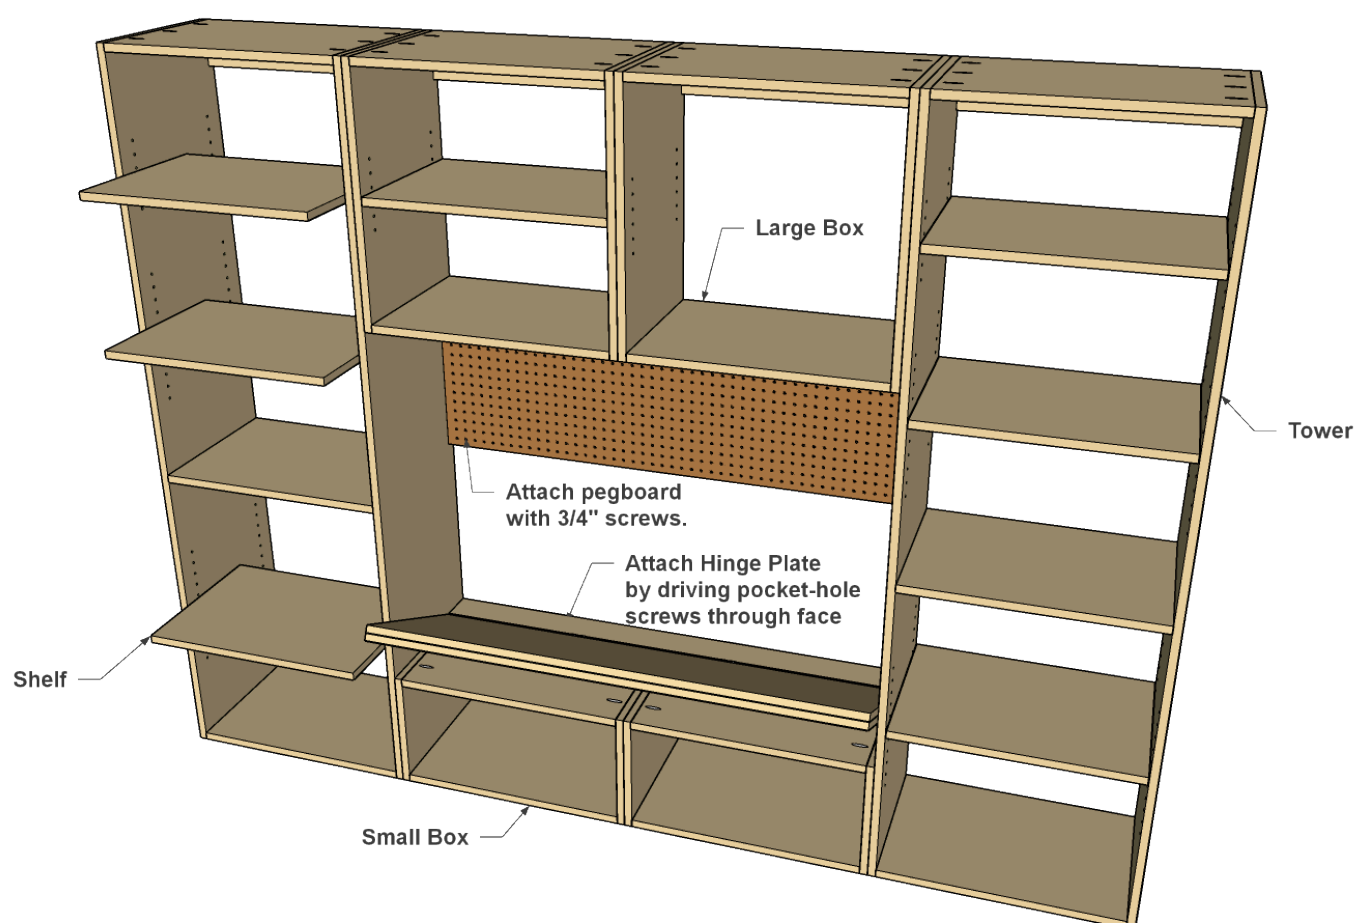 Large Box
Tower
Attach pegboard
with 3/4" screws.
Attach Hinge Plate
by driving pocket-hole
screws through face
Shelf
Small Box